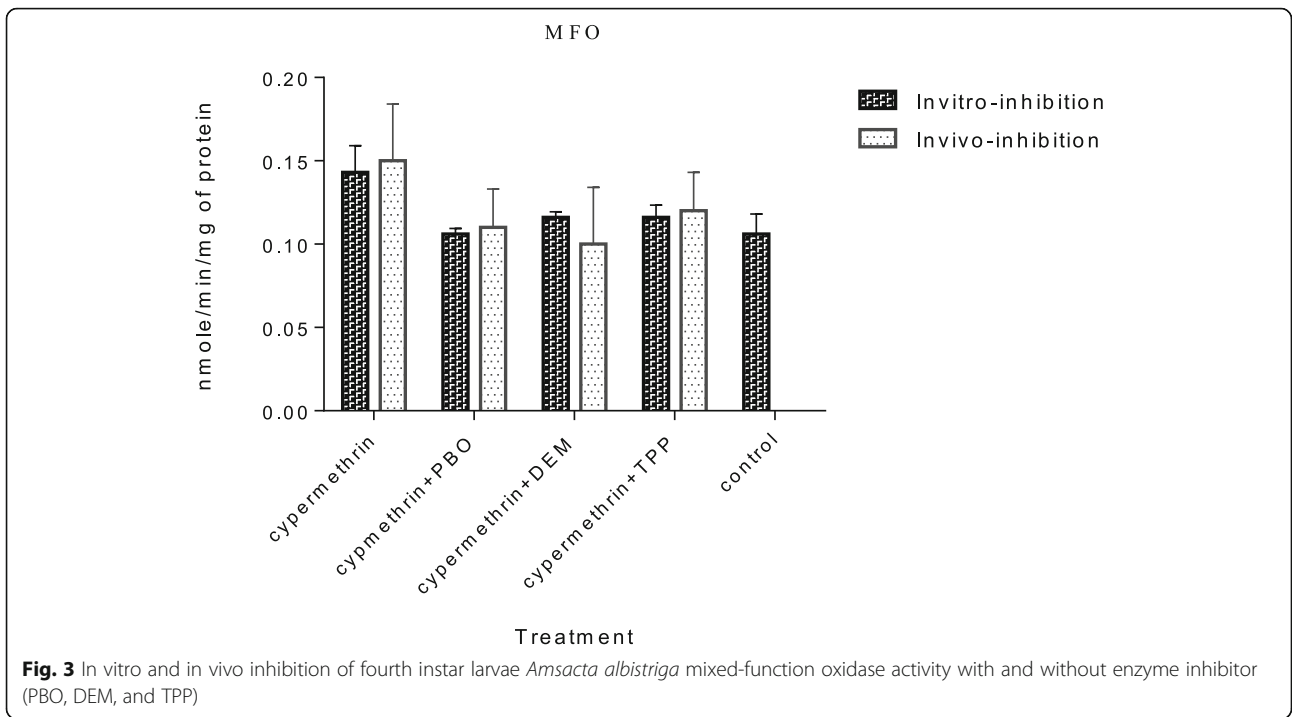 MFO
nmole/min/mg of protein
0.20
0.15
0.10
0.05
0.00
Invitro-inhibition
Invivo-inhibition
cypermethrin
cypmethrin+PBO
cypermethrin+DEM
cypermethrin+TPP
control
Treatment
Fig. 3 In vitro and in vivo inhibition of fourth instar larvae Amsacta albistriga mixed-function oxidase activity with and without enzyme inhibitor
(PBO, DEM, and TPP)